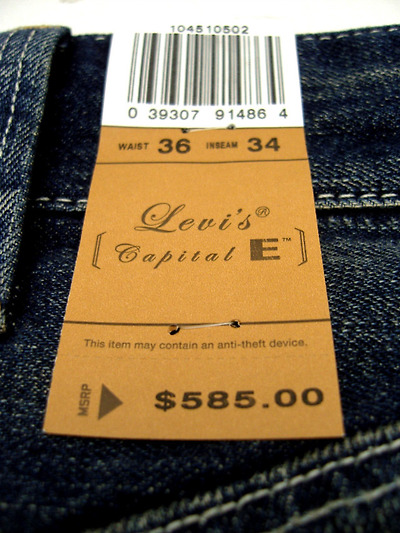 104510502
0 39307 91486 4
WAIST 36 INSEAM 34
Levi's®
[Capital E™]
This item may contain an anti-theft device.
MSRP $585.00